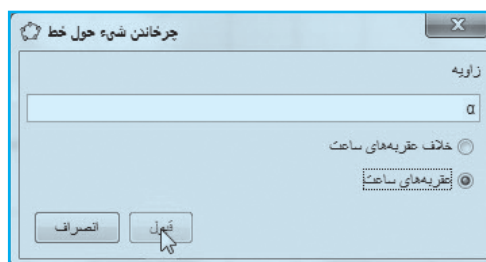 چرخاندن شیء حول خط
زاویه
α
خلاف عقربه‌های ساعت
عقربه‌های ساعت
قبول
انصراف